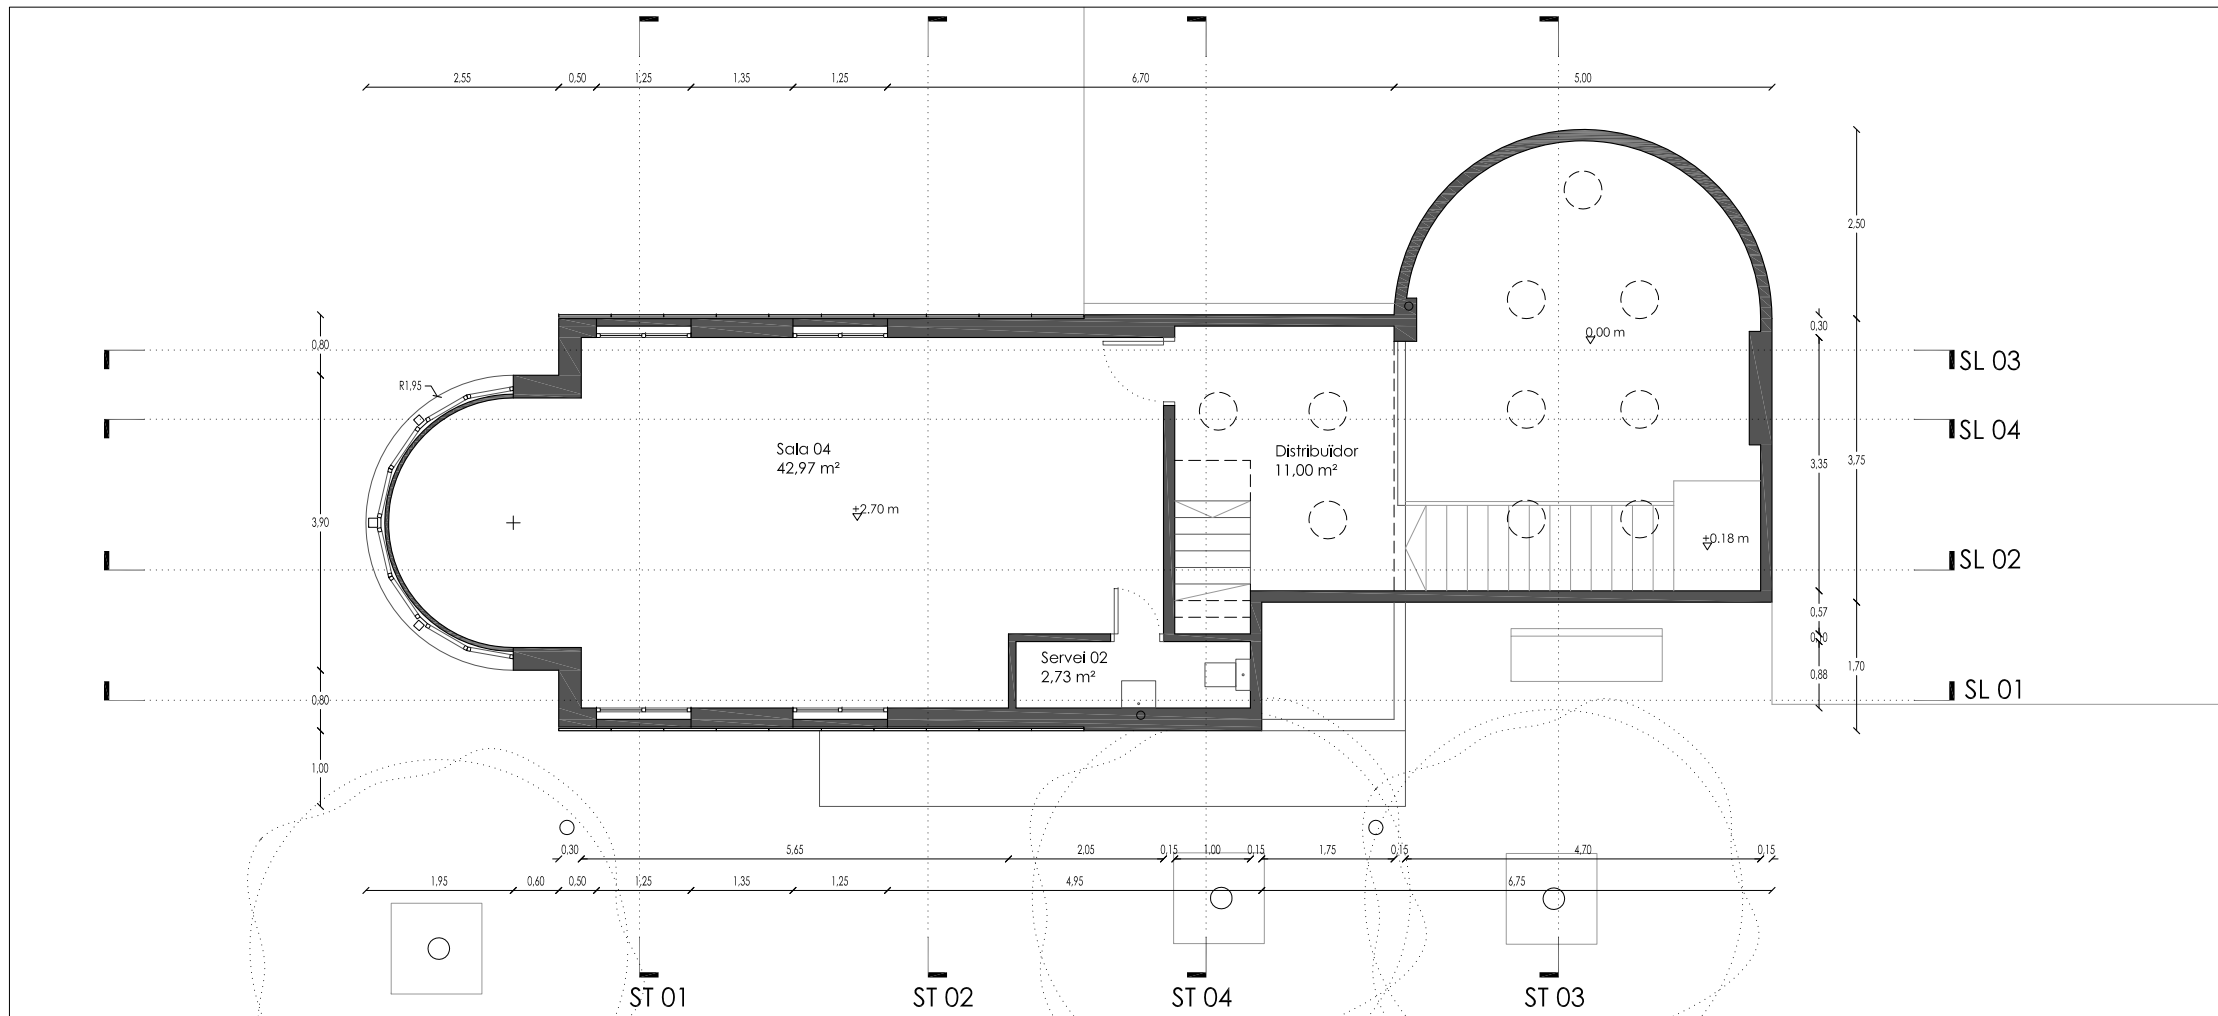 2,55
0,50
1,25
1,35
1,25
6,70
5,00
2,50
0,00 m
0,30
0,80
SL 03
R1,95
SL 04
Sala 04
42,97 m²
Distribuïdor
11,00 m²
3,35
3,75
+2.70 m
3,90
+0.18 m
SL 02
0,57
0,10
Servei 02
2,73 m²
1,70
0,88
SL 01
0,80
1,00
0,30
5,65
2,05
0,15
1,00
0,15
1,75
0,15
4,70
0,15
1,95
0,60
0,50
1,25
1,35
1,25
4,95
6,75
ST 01
ST 02
ST 04
ST 03